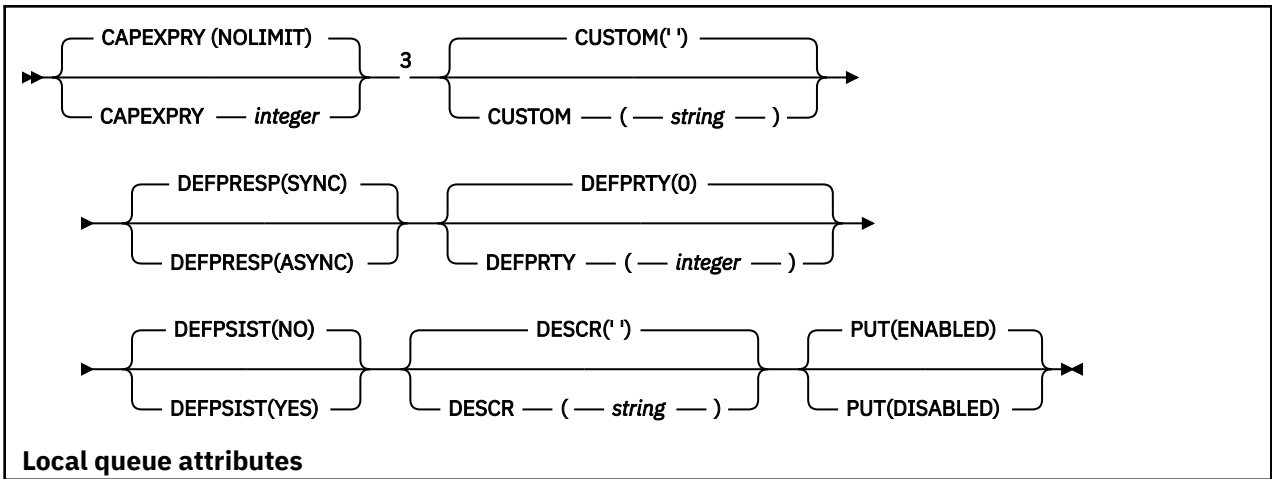 CAPEXPRY (NOLIMIT) CUSTOM(' ')
3
CAPEXPRY integer CUSTOM ( string )
DEFPRESP(SYNC) DEFPRTY(0)
DEFPRESP(ASYNC) DEFPRTY ( integer )
DEFPSIST(NO) DESCR(' ') PUT(ENABLED)
DEFPSIST(YES) DESCR ( string ) PUT(DISABLED)
Local queue attributes